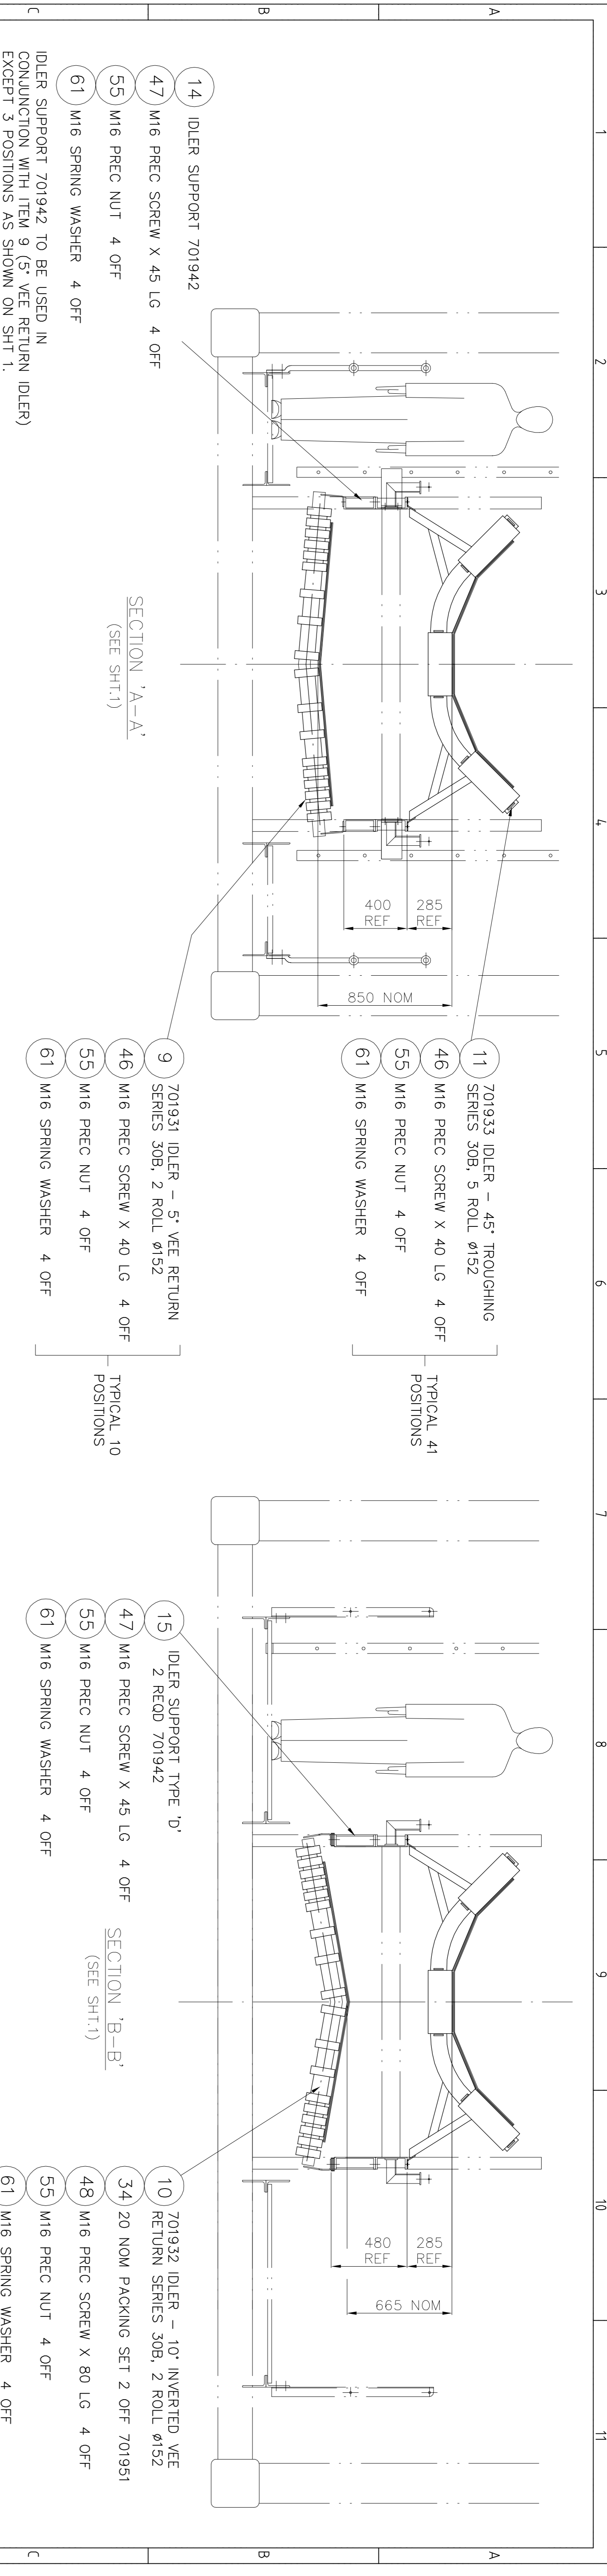 1
2
3
4
5
6
7
8
9
10
11
A
B
C
A
B
C
14 IDLER SUPPORT 701942
47 M16 PREC SCREW X 45 LG 4 OFF
55 M16 PREC NUT 4 OFF
61 M16 SPRING WASHER 4 OFF
IDLER SUPPORT 701942 TO BE USED IN
CONJUNCTION WITH ITEM 9 (5° VEE RETURN IDLER)
EXCEPT 3 POSITIONS AS SHOWN ON SHT 1.
SECTION 'A-A'
(SEE SHT.1)
400
REF
285
REF
850 NOM
11 701933 IDLER - 45° TROUGHING
SERIES 30B, 5 ROLL ø152
46 M16 PREC SCREW X 40 LG 4 OFF
55 M16 PREC NUT 4 OFF
61 M16 SPRING WASHER 4 OFF
TYPICAL 41
POSITIONS
9 701931 IDLER - 5° VEE RETURN
SERIES 30B, 2 ROLL ø152
46 M16 PREC SCREW X 40 LG 4 OFF
55 M16 PREC NUT 4 OFF
61 M16 SPRING WASHER 4 OFF
TYPICAL 10
POSITIONS
15 IDLER SUPPORT TYPE 'D'
2 REQD 701942
47 M16 PREC SCREW X 45 LG 4 OFF
55 M16 PREC NUT 4 OFF
61 M16 SPRING WASHER 4 OFF
SECTION 'B-B'
(SEE SHT.1)
480
REF
285
REF
665 NOM
10 701932 IDLER - 10° INVERTED VEE
RETURN SERIES 30B, 2 ROLL ø152
34 20 NOM PACKING SET 2 OFF 701951
48 M16 PREC SCREW X 80 LG 4 OFF
55 M16 PREC NUT 4 OFF
61 M16 SPRING WASHER 4 OFF